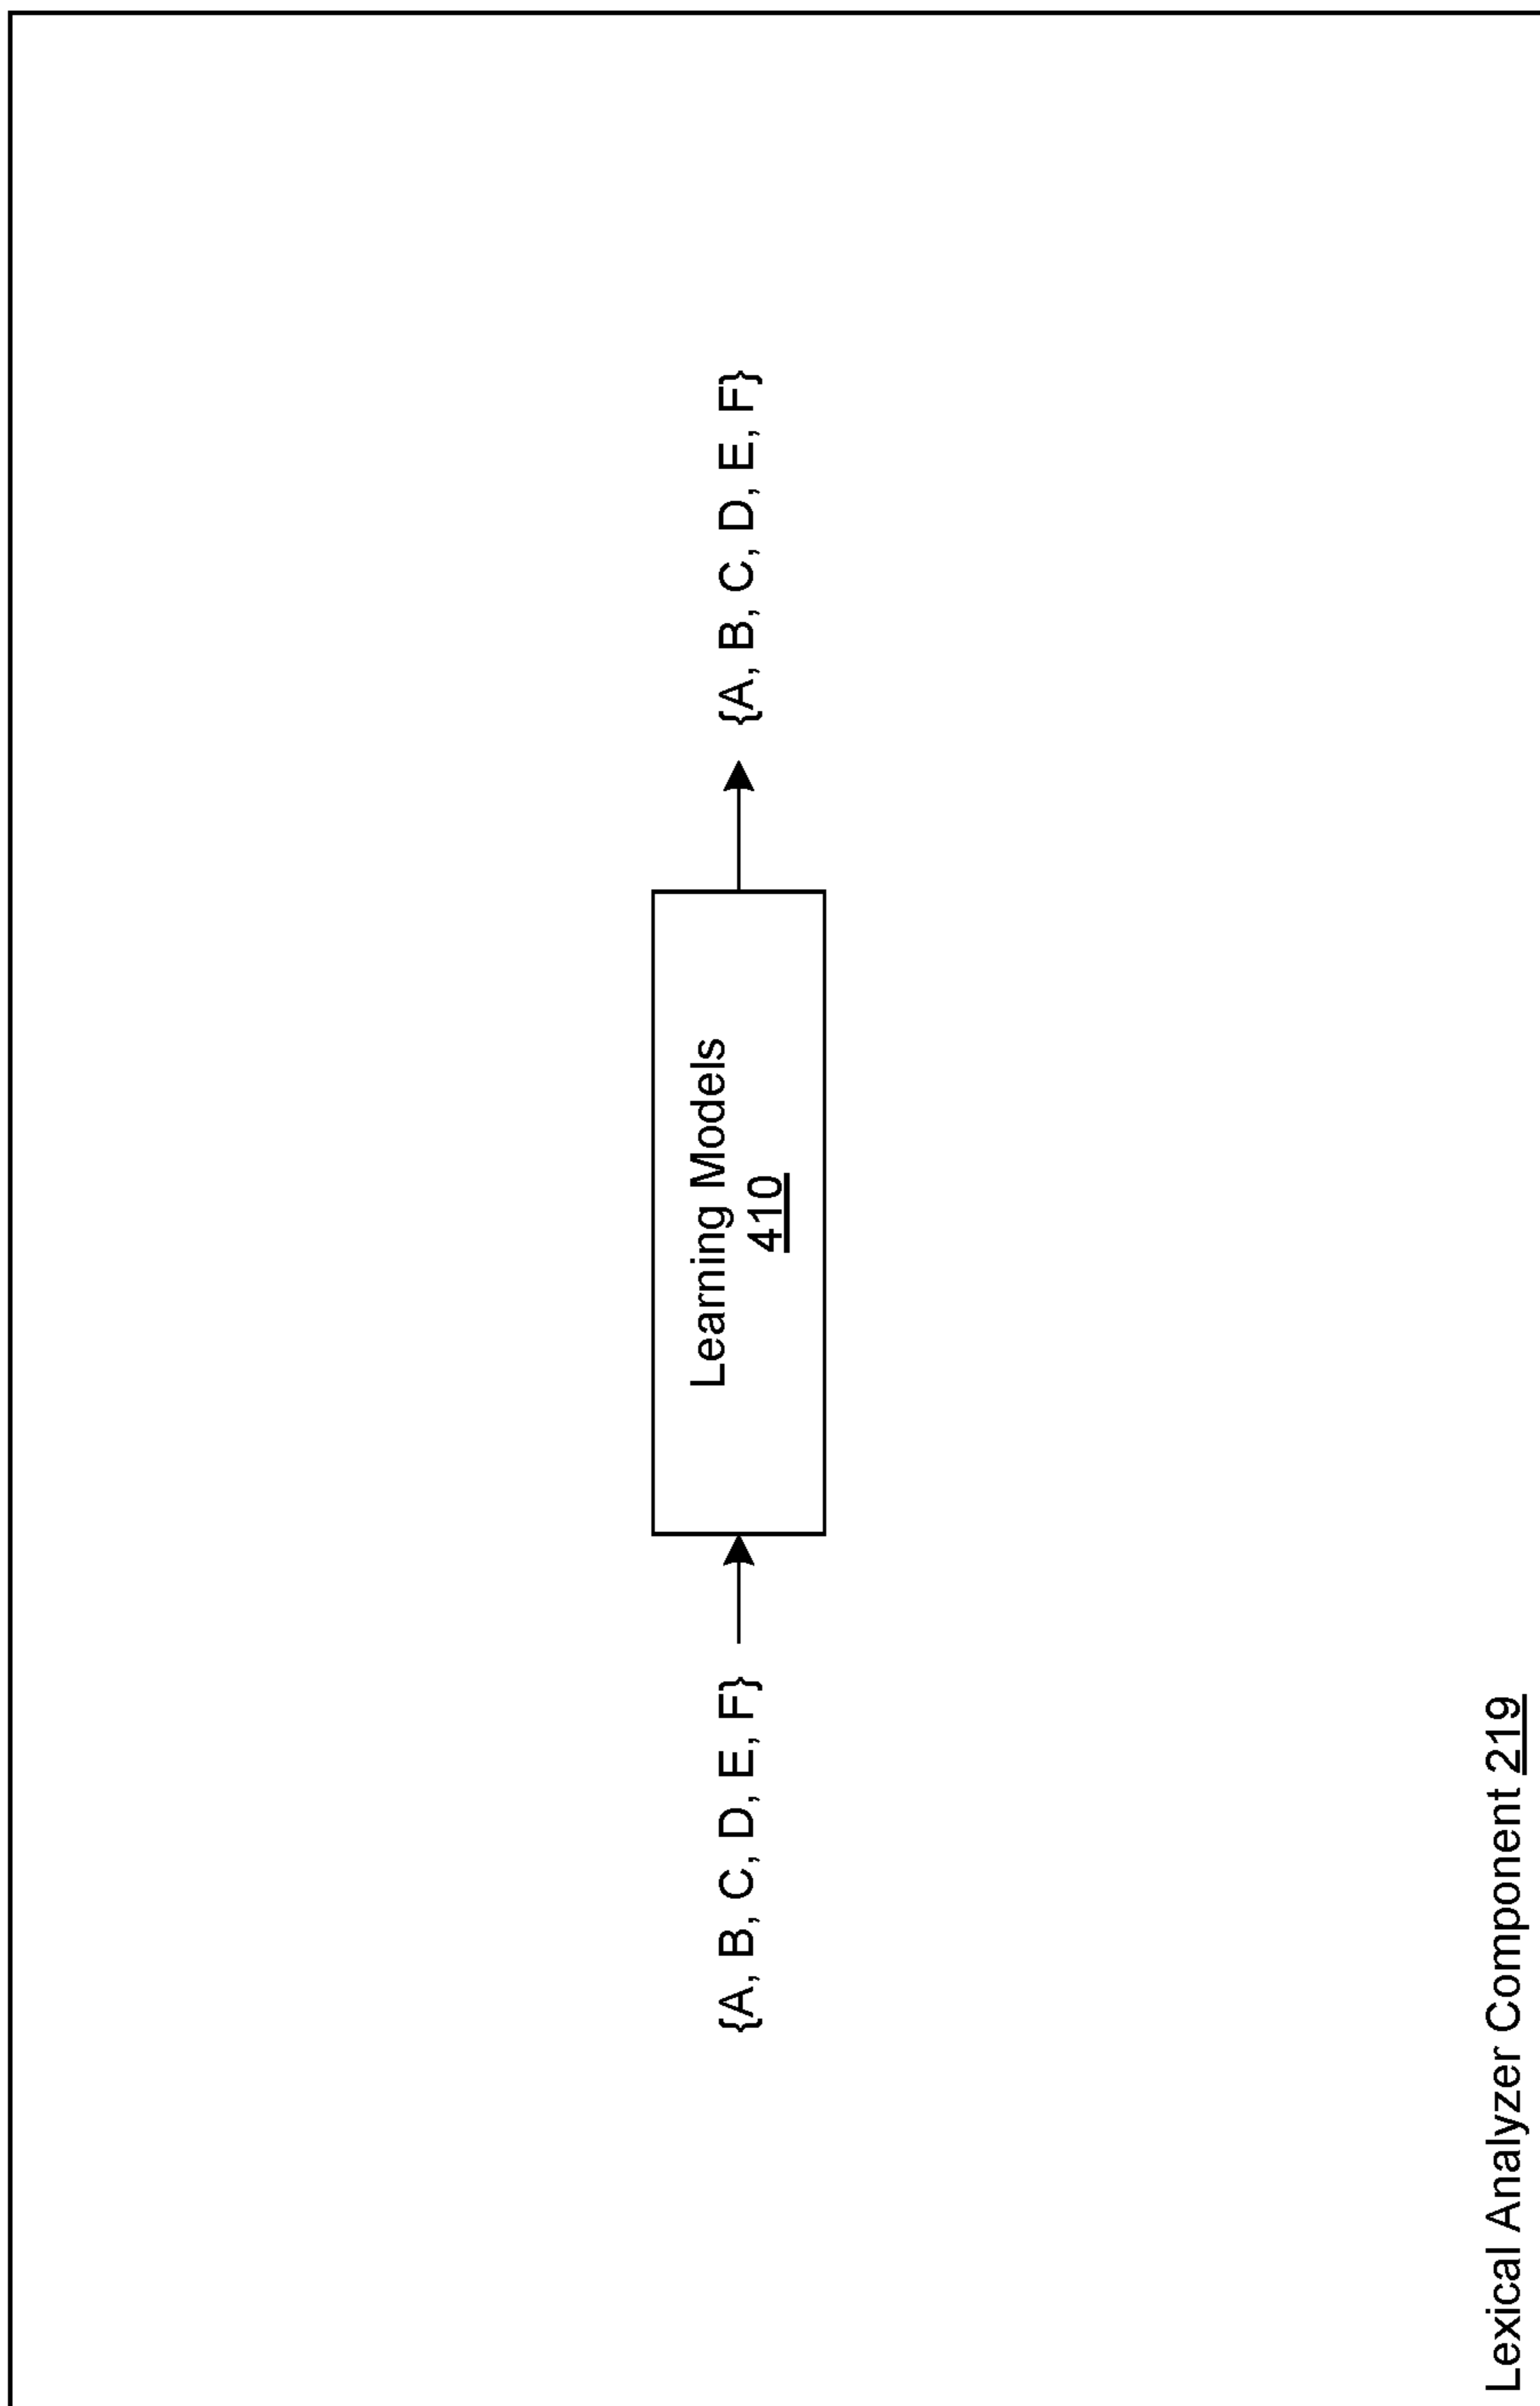 {A, B, C, D, E, F}
Learning Models
410
{A, B, C, D, E, F}
Lexical Analyzer Component 219